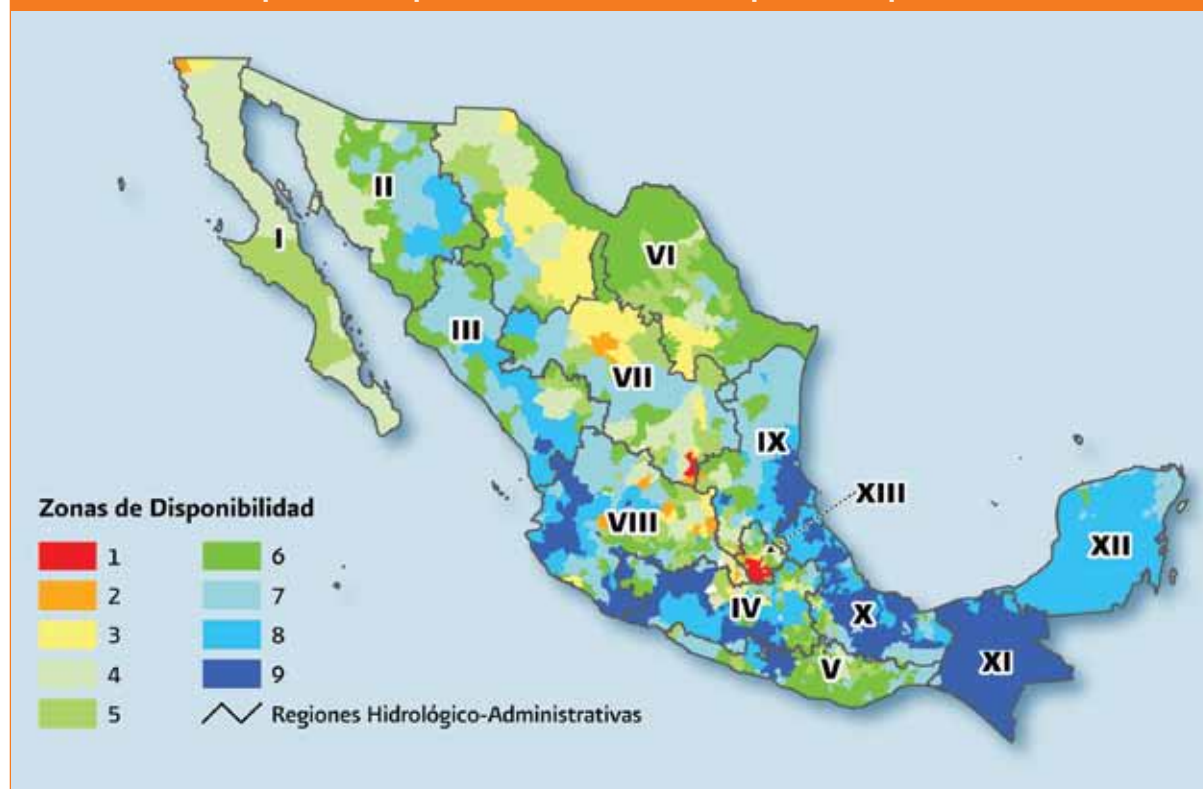 II
I
VI
III
VII
IX
XIII
VIII
XII
IV
X
V
XI
Zonas de Disponibilidad
1 6
2 7
3 8
4 9
5 Regiones Hidrológico-Administrativas